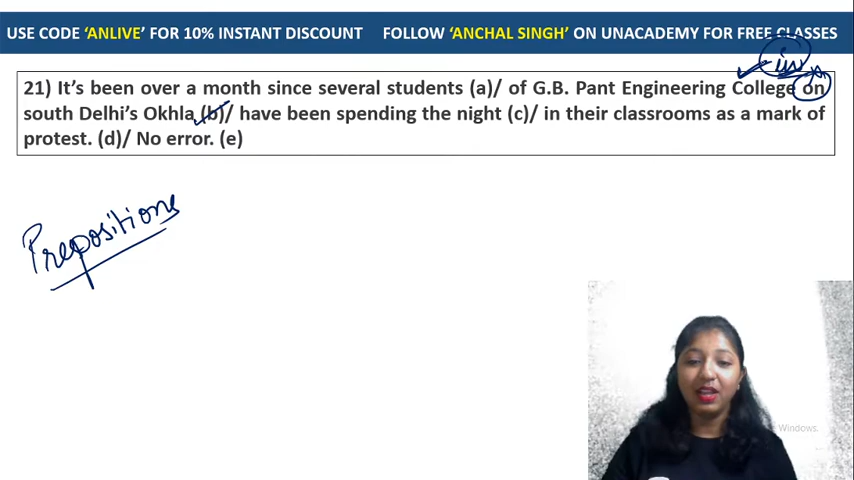 USE CODE ‘ANLIVE’ FOR 10% INSTANT DISCOUNT FOLLOW ‘ANCHAL SINGH’ ON UNACADEMY FOR FREE CLASSES
in
21) It’s been over a month since several students (a)/ of G.B. Pant Engineering College on
south Delhi’s Okhla (b)/ have been spending the night (c)/ in their classrooms as a mark of
protest. (d)/ No error. (e)
Prepositions
Windows.